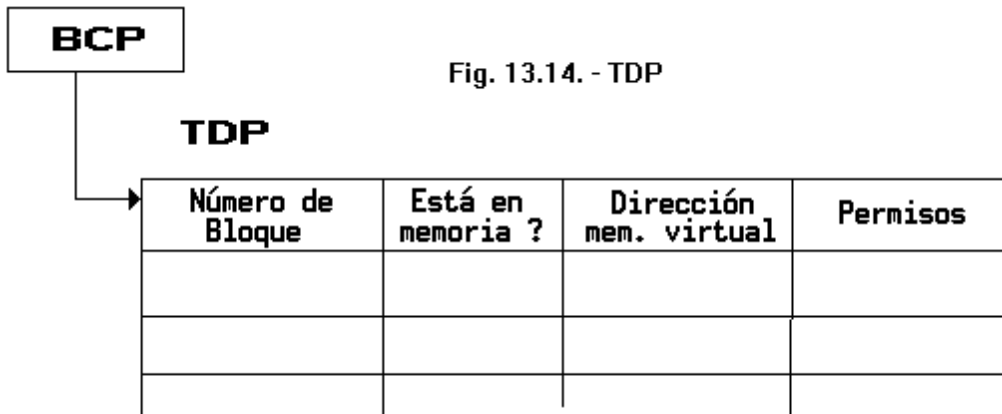 BCP
Fig. 13.14. - TDP
TDP
Número de
Bloque
Está en
memoria ?
Dirección
mem. virtual
Permisos